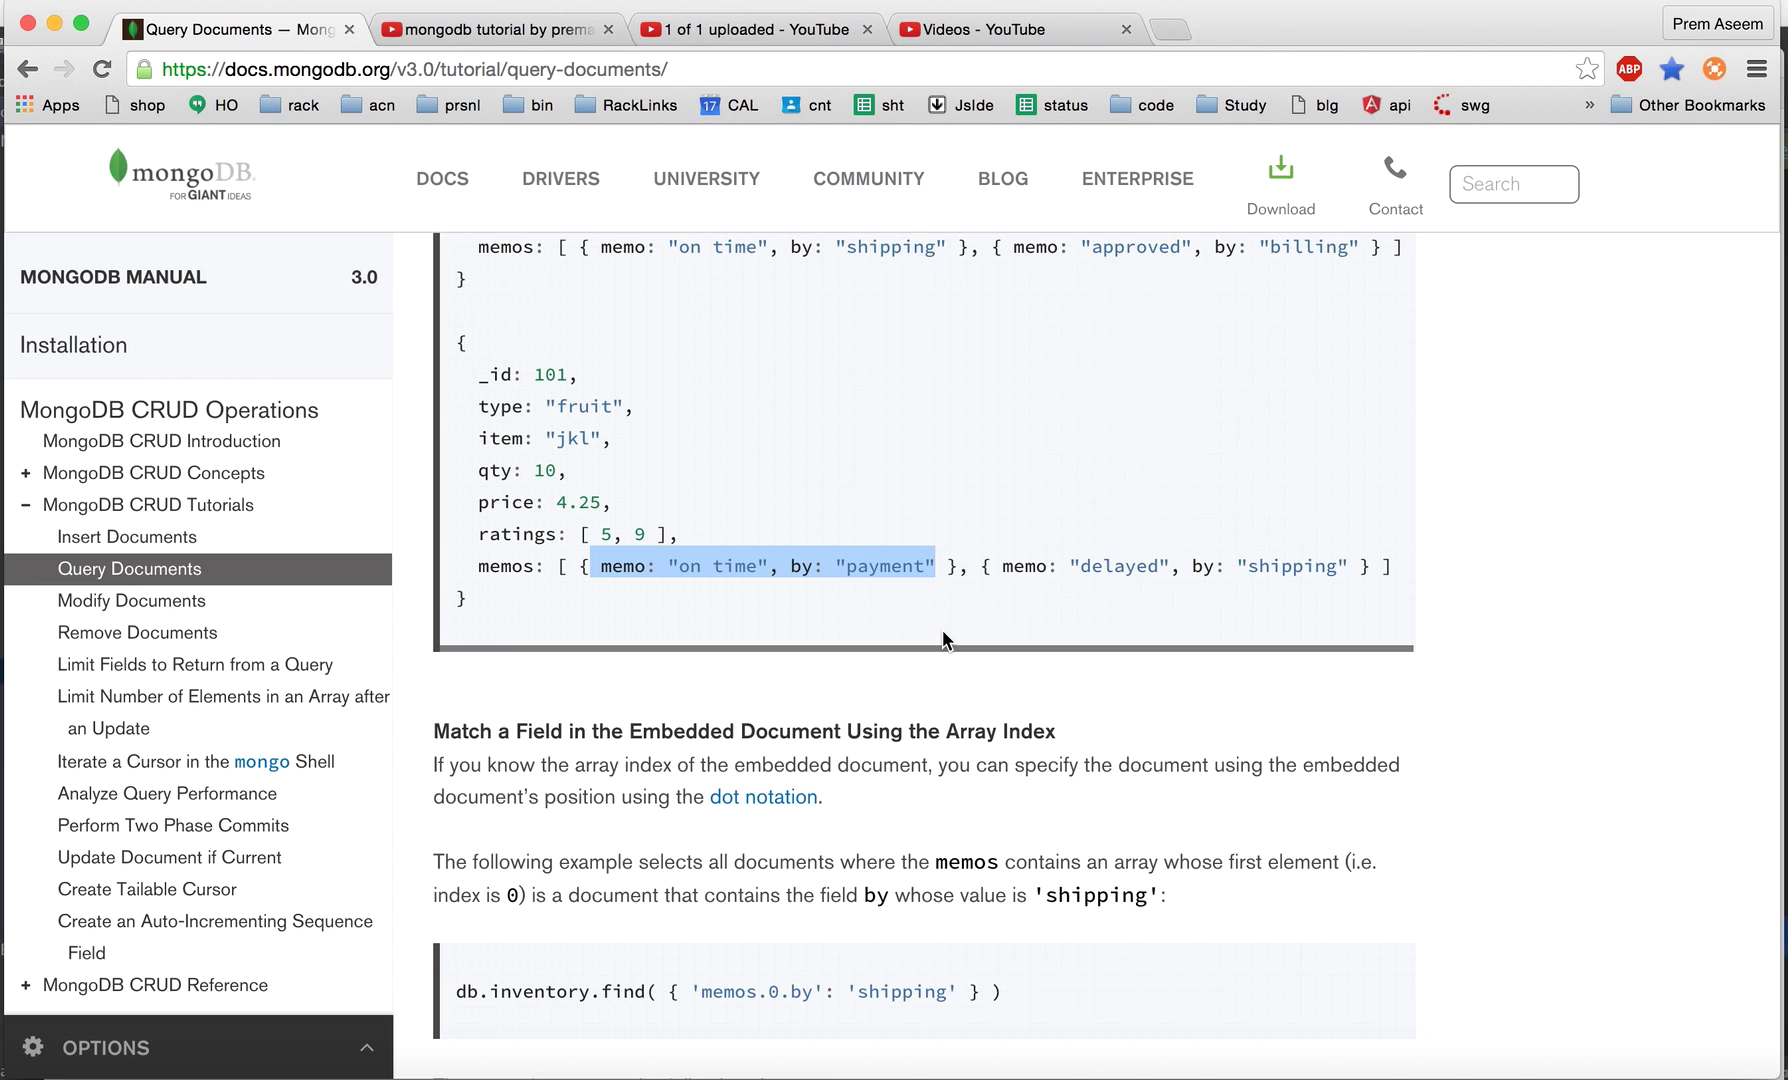 Query Documents — Mong
mongodb tutorial by prema
1 of 1 uploaded - YouTube
Videos - YouTube
Prem Aseem
https://docs.mongodb.org/v3.0/tutorial/query-documents/
ABP
Apps shop HO rack acn prsnl bin RackLinks 17 CAL cnt sht Jslde status code Study blg api swg » Other Bookmarks
mongoDB.
FOR GIANT IDEAS
DOCS DRIVERS UNIVERSITY COMMUNITY BLOG ENTERPRISE
Download
Contact
Search
MONGODB MANUAL 3.0
Installation
MongoDB CRUD Operations
MongoDB CRUD Introduction
+ MongoDB CRUD Concepts
− MongoDB CRUD Tutorials
Insert Documents
Query Documents
Modify Documents
Remove Documents
Limit Fields to Return from a Query
Limit Number of Elements in an Array after
an Update
Iterate a Cursor in the mongo Shell
Analyze Query Performance
Perform Two Phase Commits
Update Document if Current
Create Tailable Cursor
Create an Auto-Incrementing Sequence
Field
+ MongoDB CRUD Reference
OPTIONS
memos: [ { memo: "on time", by: "shipping" }, { memo: "approved", by: "billing" } ]
}
{
_id: 101,
type: "fruit",
item: "jkl",
qty: 10,
price: 4.25,
ratings: [ 5, 9 ],
memos: [ { memo: "on time", by: "payment" }, { memo: "delayed", by: "shipping" } ]
}
Match a Field in the Embedded Document Using the Array Index
If you know the array index of the embedded document, you can specify the document using the embedded
document's position using the dot notation.
The following example selects all documents where the memos contains an array whose first element (i.e.
index is 0) is a document that contains the field by whose value is 'shipping':
db.inventory.find( { 'memos.0.by': 'shipping' } )